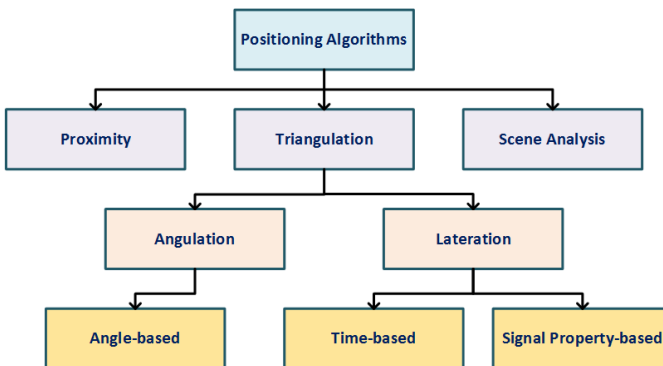 Positioning Algorithms
Proximity
Triangulation
Scene Analysis
Angulation
Lateration
Angle-based
Time-based
Signal Property-based